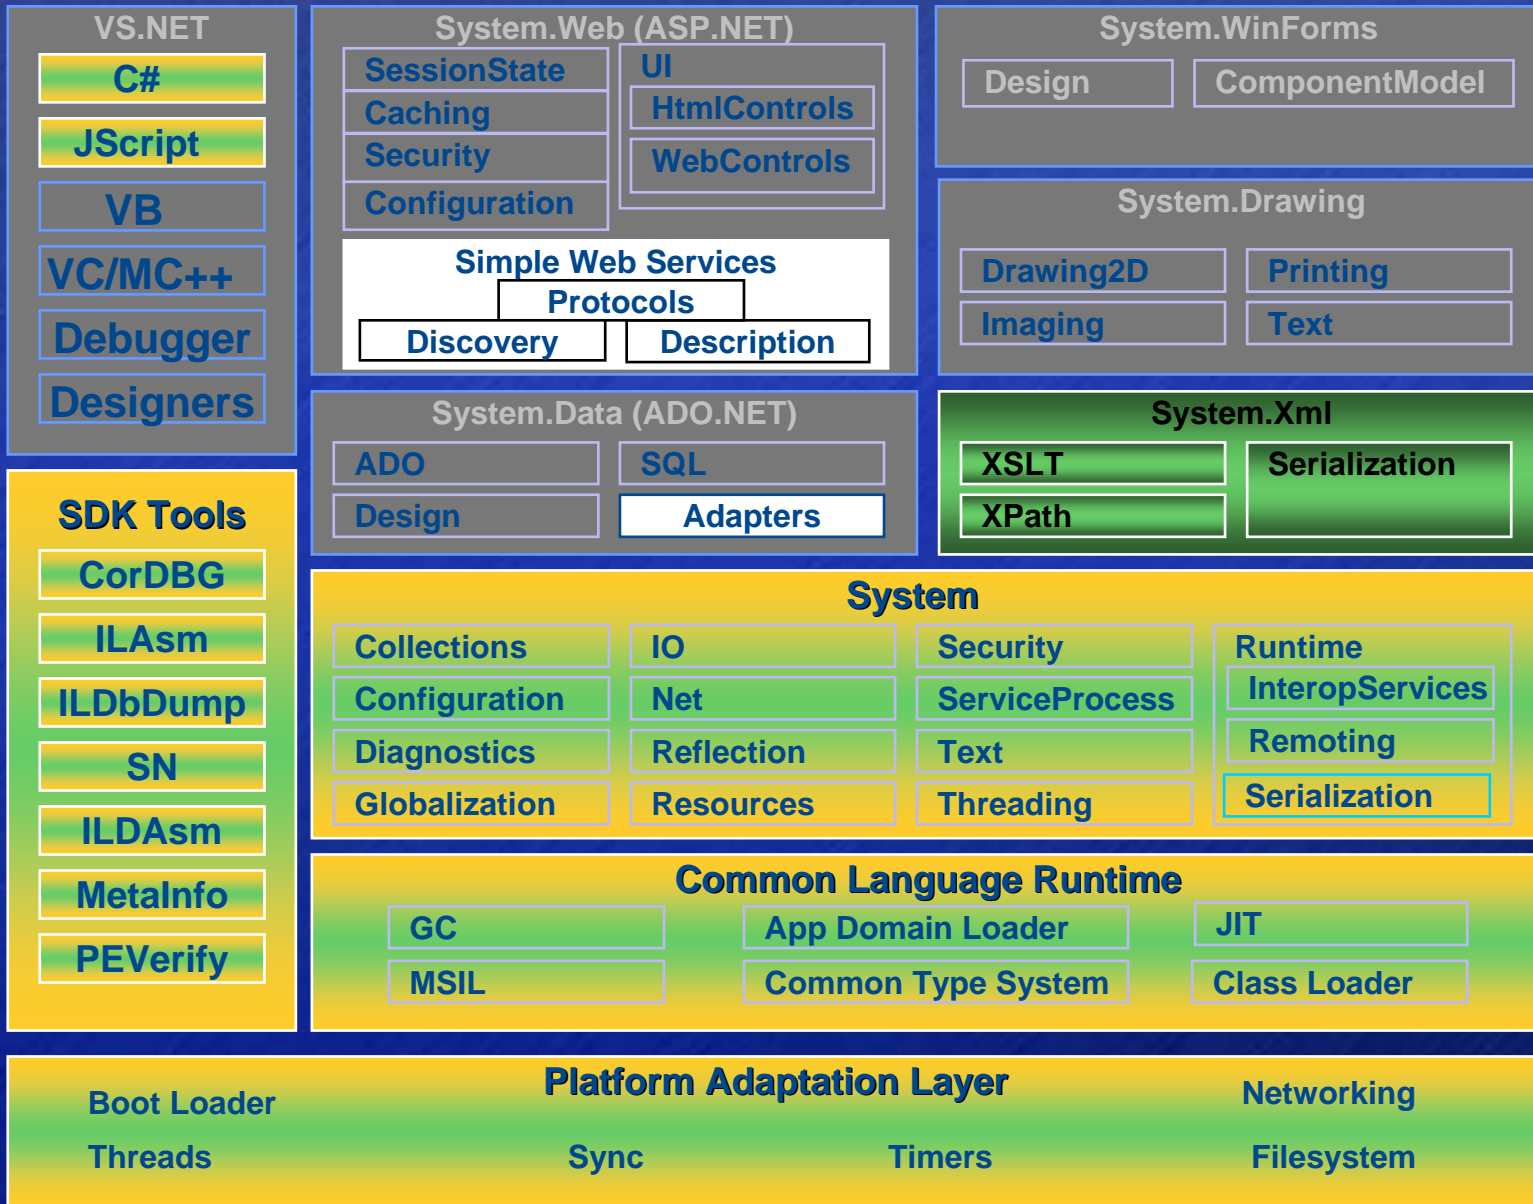 VS.NET
C#
JScript
VB
VC/MC++
Debugger
Designers
SDK Tools
CorDBG
ILAsm
ILDbDump
SN
ILDAsm
MetaInfo
PEVerify
System.Web (ASP.NET)
SessionState
Caching
Security
Configuration
UI
HtmlControls
WebControls
Simple Web Services
Protocols
Discovery
Description
System.WinForms
Design
ComponentModel
System.Drawing
Drawing2D
Printing
Imaging
Text
System.Data (ADO.NET)
ADO
SQL
Design
Adapters
System.Xml
XSLT
Serialization
XPath
System
Collections
IO
Security
Runtime
Configuration
Net
ServiceProcess
InteropServices
Diagnostics
Reflection
Text
Remoting
Globalization
Resources
Threading
Serialization
Common Language Runtime
GC
App Domain Loader
JIT
MSIL
Common Type System
Class Loader
Platform Adaptation Layer
Boot Loader
Networking
Threads
Sync
Timers
Filesystem